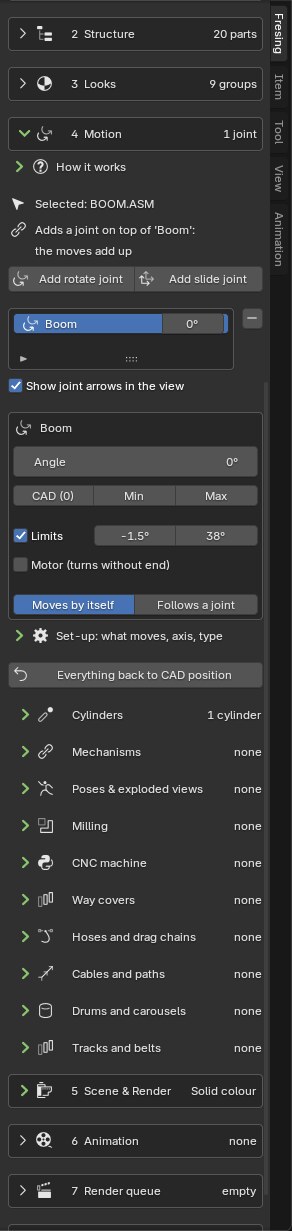 2 Structure 20 parts
3 Looks 9 groups
4 Motion 1 joint
How it works
Selected: BOOM.ASM
Adds a joint on top of 'Boom':
the moves add up
Add rotate joint Add slide joint
Boom 0°
Show joint arrows in the view
Boom
Angle 0°
CAD (0) Min Max
Limits -1.5° 38°
Motor (turns without end)
Moves by itself Follows a joint
Set-up: what moves, axis, type
Everything back to CAD position
Cylinders 1 cylinder
Mechanisms none
Poses & exploded views none
Milling none
CNC machine none
Way covers none
Hoses and drag chains none
Cables and paths none
Drums and carousels none
Tracks and belts none
5 Scene & Render Solid colour
6 Animation none
7 Render queue empty
Fresing
Item
Tool
View
Animation